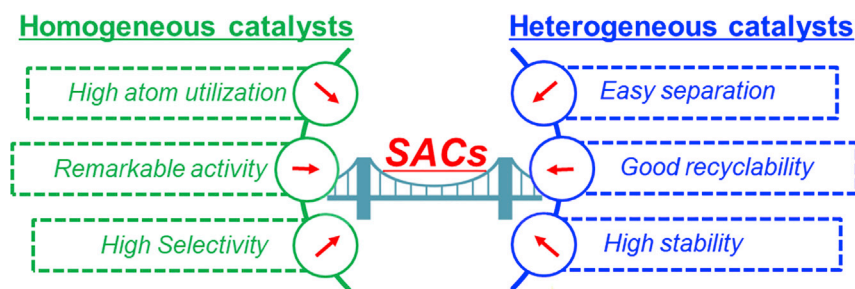 Homogeneous catalysts
High atom utilization
Remarkable activity
High Selectivity
SACs
Heterogeneous catalysts
Easy separation
Good recyclability
High stability